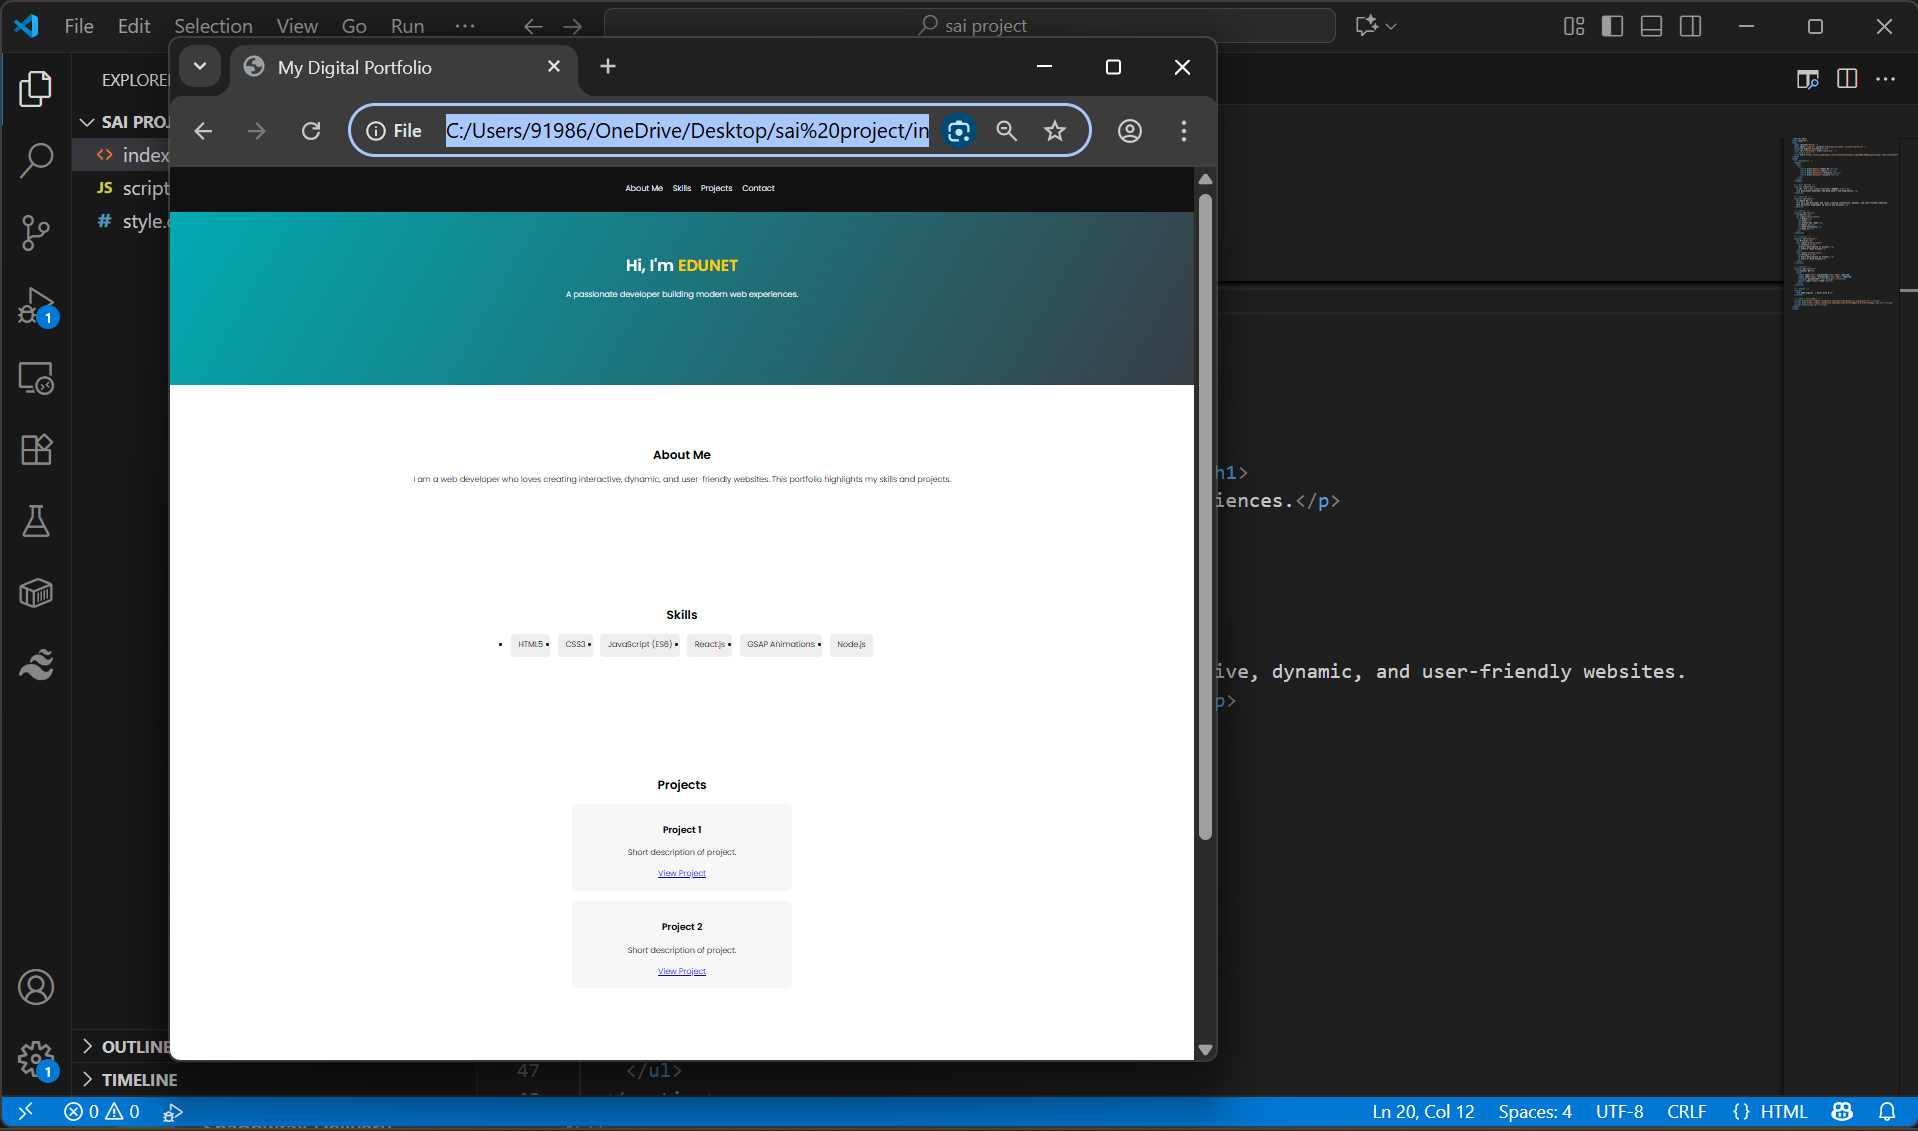 File Edit Selection View Go Run ··· sai project
EXPLORE
SAI PRO
<> index
JS script
# style.c
1
1
OUTLINE
TIMELINE
My Digital Portfolio
File C:/Users/91986/OneDrive/Desktop/sai%20project/in
About Me Skills Projects Contact
Hi, I'm EDUNET
A passionate developer building modern web experiences.
About Me
I am a web developer who loves creating interactive, dynamic, and user-friendly websites. This portfolio highlights my skills and projects.
Skills
• HTML5 • CSS3 • JavaScript (ES6) • React.js • GSAP Animations • Node.js
Projects
Project 1
Short description of project.
View Project
Project 2
Short description of project.
View Project
h1>
iences.</p>
ive, dynamic, and user-friendly websites.
p>
47 </ul>
0 0 Ln 20, Col 12 Spaces: 4 UTF-8 CRLF {} HTML